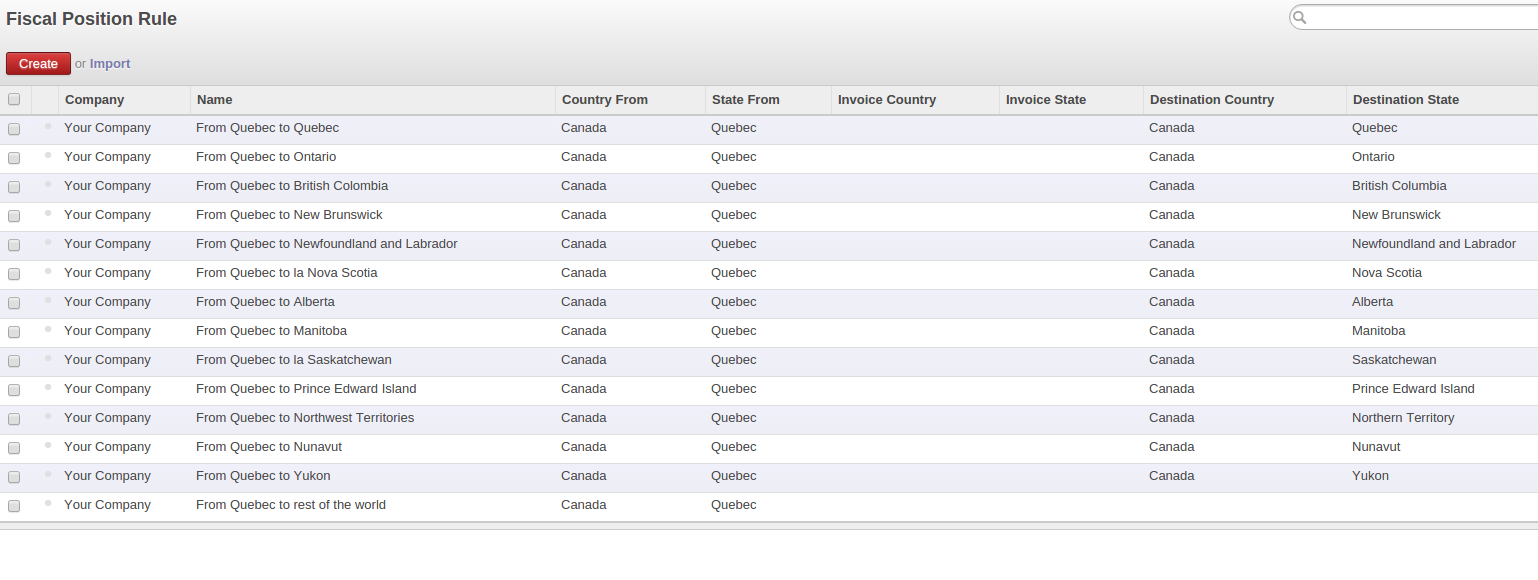 Fiscal Position Rule
Create or Import
Company Name Country From State From Invoice Country Invoice State Destination Country Destination State
Your Company From Quebec to Quebec Canada Quebec Canada Quebec
Your Company From Quebec to Ontario Canada Quebec Canada Ontario
Your Company From Quebec to British Colombia Canada Quebec Canada British Columbia
Your Company From Quebec to New Brunswick Canada Quebec Canada New Brunswick
Your Company From Quebec to Newfoundland and Labrador Canada Quebec Canada Newfoundland and Labrador
Your Company From Quebec to la Nova Scotia Canada Quebec Canada Nova Scotia
Your Company From Quebec to Alberta Canada Quebec Canada Alberta
Your Company From Quebec to Manitoba Canada Quebec Canada Manitoba
Your Company From Quebec to la Saskatchewan Canada Quebec Canada Saskatchewan
Your Company From Quebec to Prince Edward Island Canada Quebec Canada Prince Edward Island
Your Company From Quebec to Northwest Territories Canada Quebec Canada Northern Territory
Your Company From Quebec to Nunavut Canada Quebec Canada Nunavut
Your Company From Quebec to Yukon Canada Quebec Canada Yukon
Your Company From Quebec to rest of the world Canada Quebec